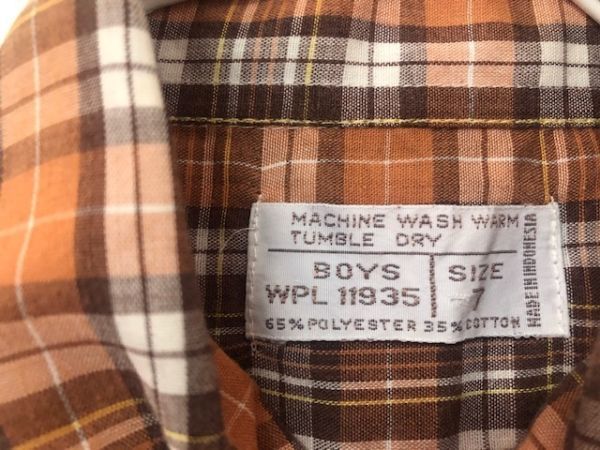 MACHINE WASH WARM
TUMBLE DRY
BOYS
WPL 11935
SIZE
7
65% POLYESTER 35% COTTON
MADE IN INDONESIA